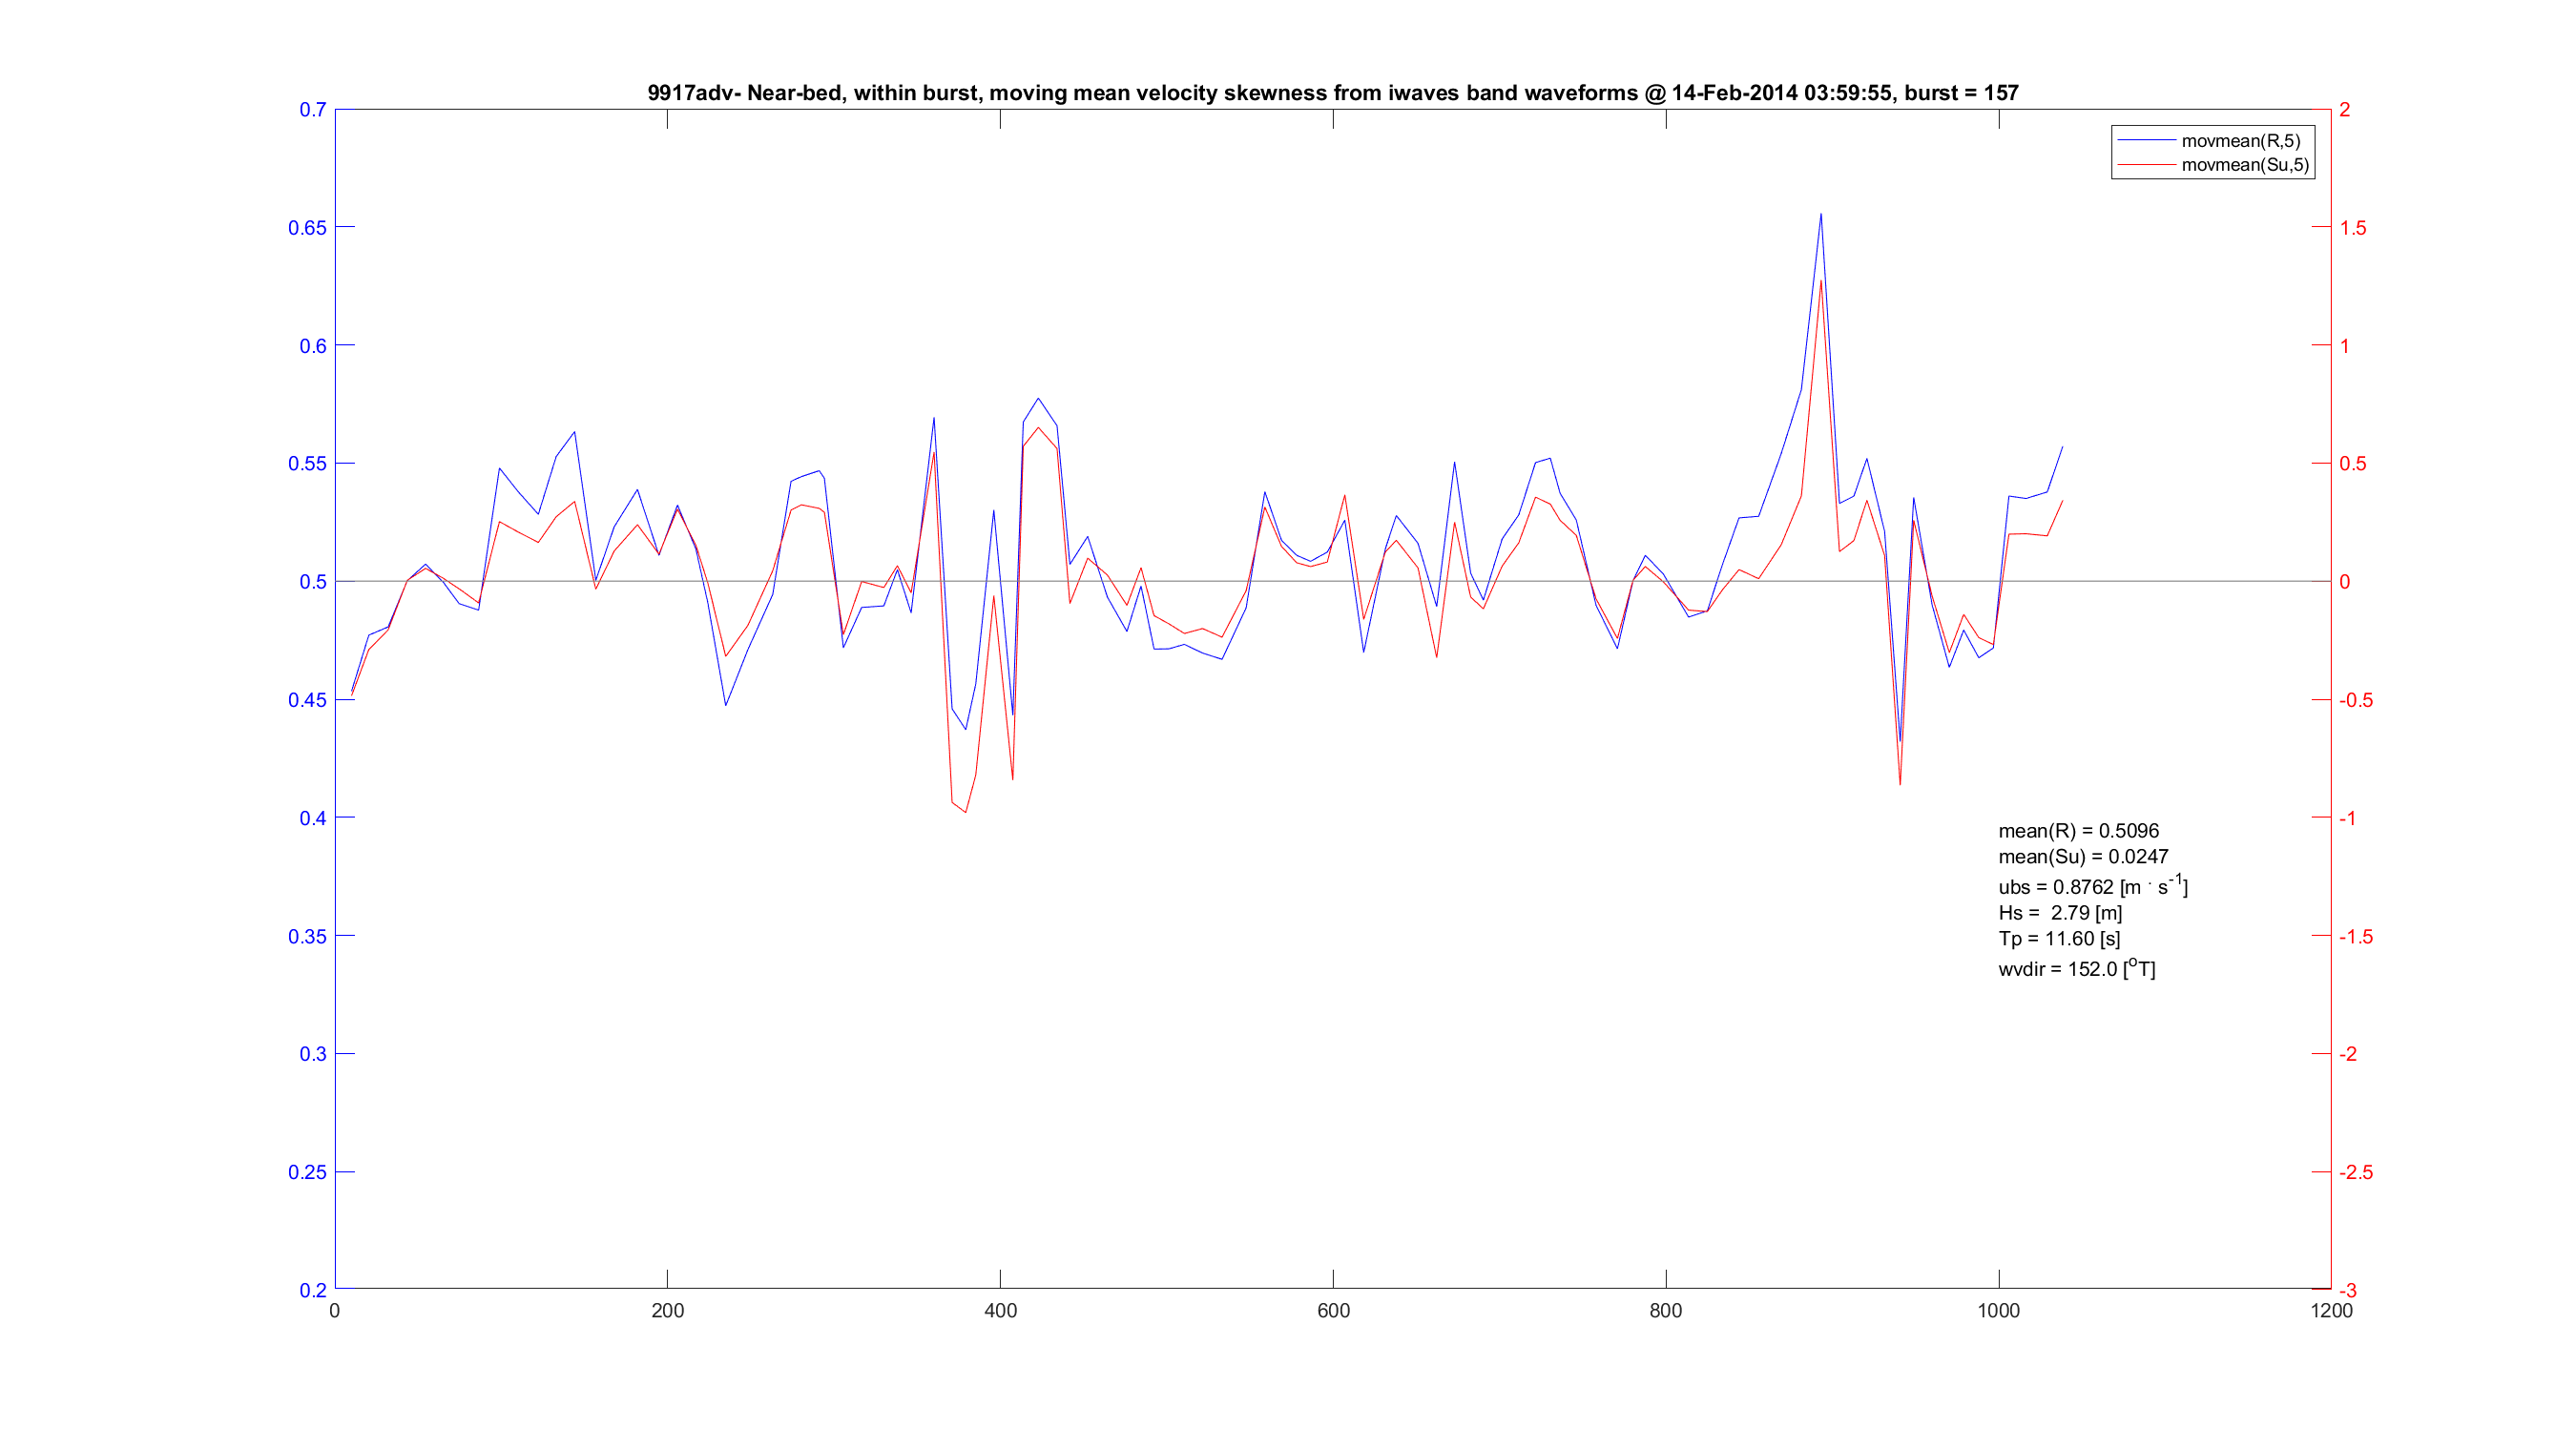 9917adv- Near-bed, within burst, moving mean velocity skewness from iwaves band waveforms @ 14-Feb-2014 03:59:55, burst = 157
0.7
0.65
0.6
0.55
0.5
0.45
0.4
0.35
0.3
0.25
0.2
2
1.5
1
0.5
0
-0.5
-1
-1.5
-2
-2.5
-3
movmean(R,5)
movmean(Su,5)
mean(R) = 0.5096
mean(Su) = 0.0247
ubs = 0.8762 [m · s^-1]
Hs = 2.79 [m]
Tp = 11.60 [s]
wvdir = 152.0 [^oT]
0 200 400 600 800 1000 1200